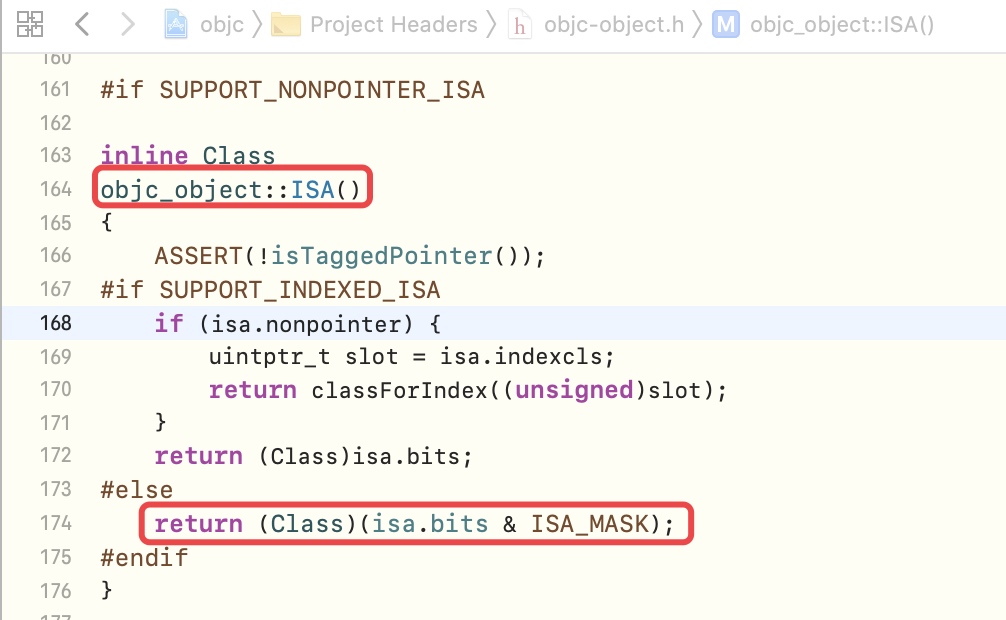 objc Project Headers h objc-object.h M objc_object::ISA()
160
161 #if SUPPORT_NONPOINTER_ISA
162
163 inline Class
164 objc_object::ISA()
165 {
166     ASSERT(!isTaggedPointer());
167 #if SUPPORT_INDEXED_ISA
168     if (isa.nonpointer) {
169         uintptr_t slot = isa.indexcls;
170         return classForIndex((unsigned)slot);
171     }
172     return (Class)isa.bits;
173 #else
174     return (Class)(isa.bits & ISA_MASK);
175 #endif
176 }
177